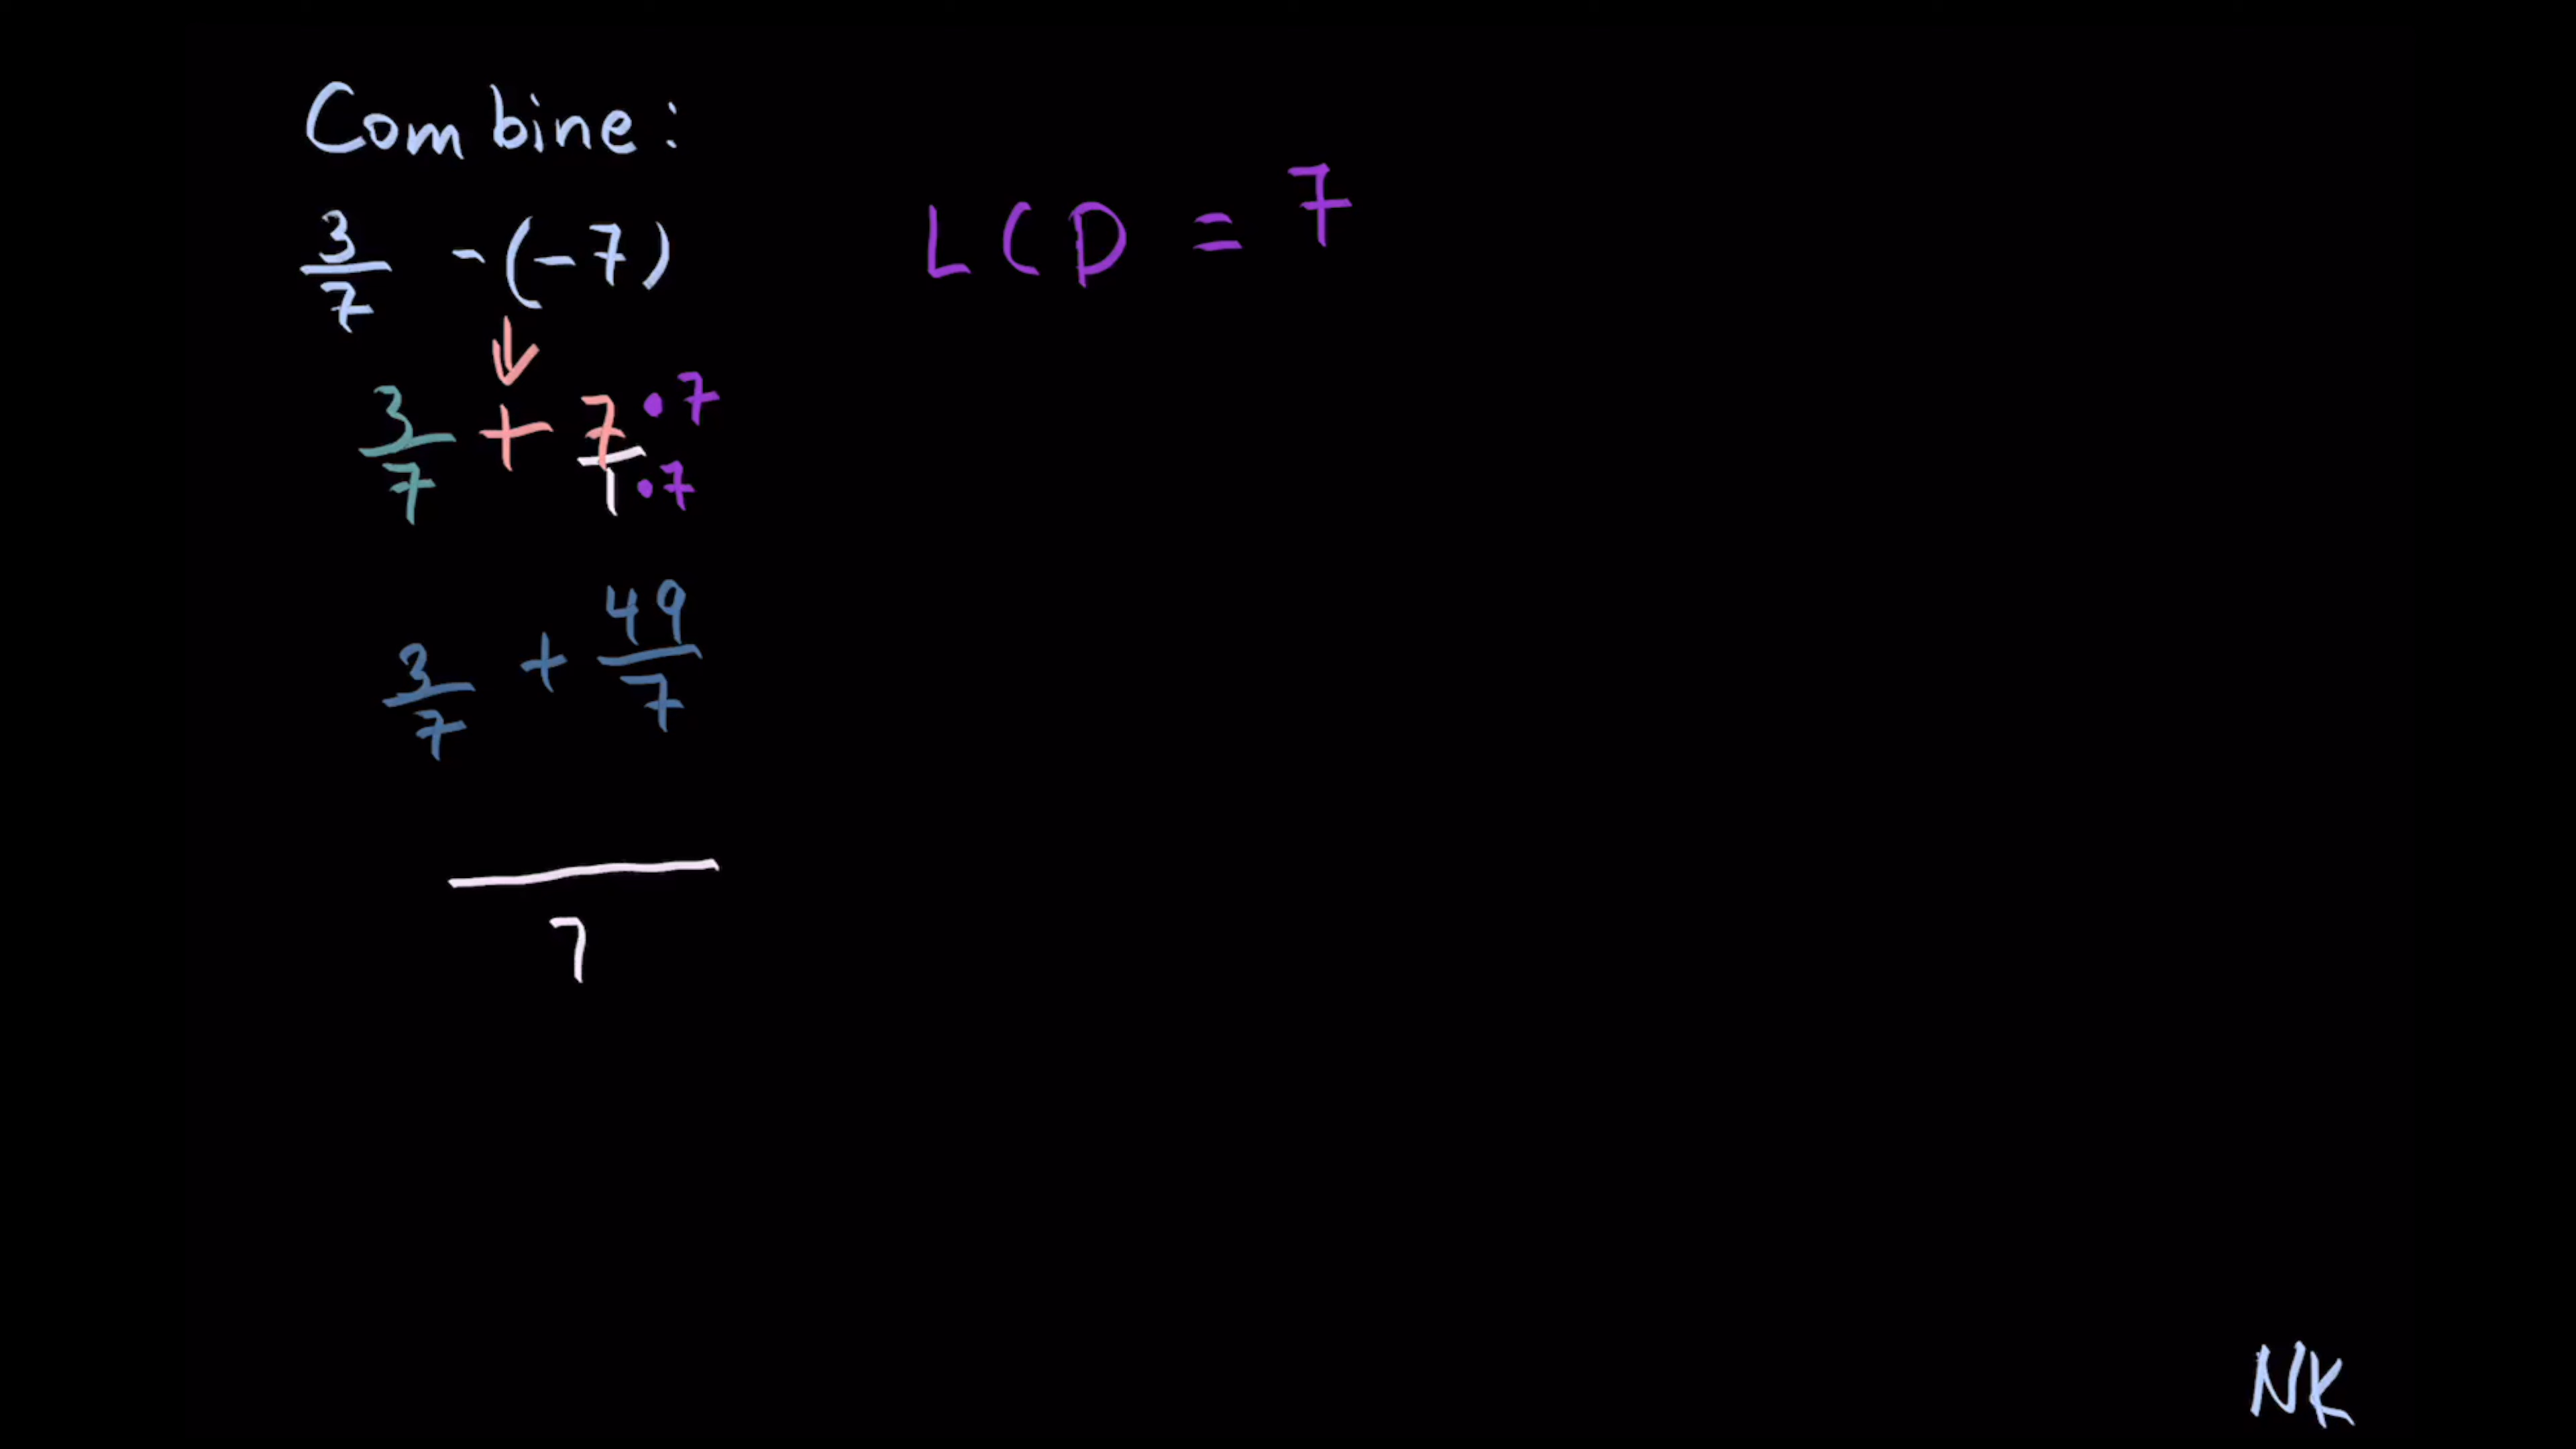 Combine:
3/7 - (-7)
LCD = 7
↓
3/7 + 7·7/1·7
3/7 + 49/7
/7
NK